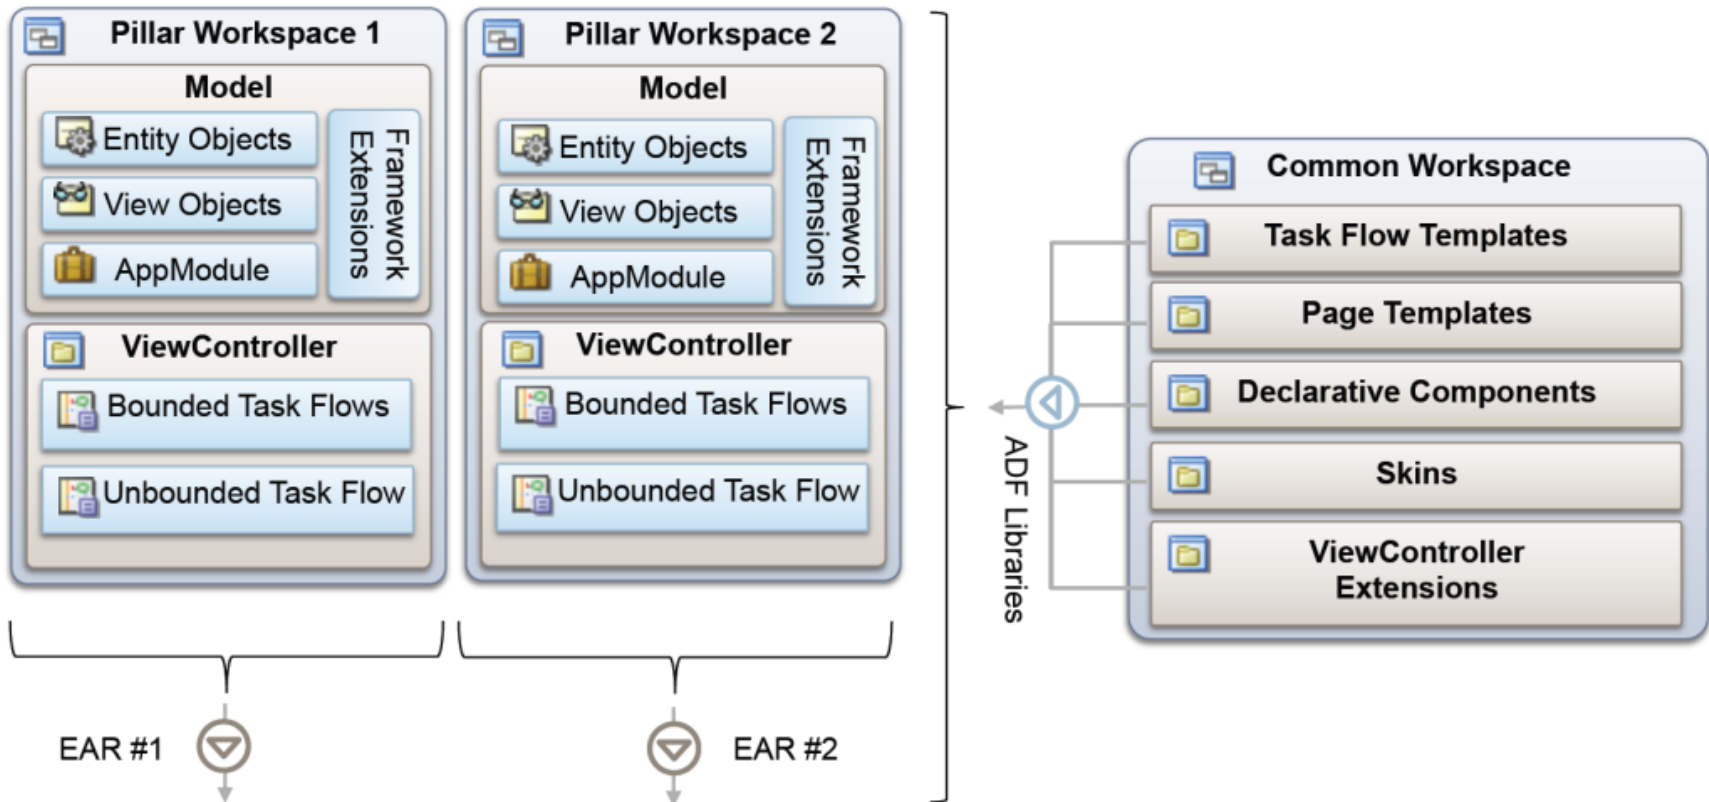 Pillar Workspace 1
Model
Entity Objects
View Objects
AppModule
Framework
Extensions
ViewController
Bounded Task Flows
Unbounded Task Flow
EAR #1
Pillar Workspace 2
Model
Entity Objects
View Objects
AppModule
Framework
Extensions
ViewController
Bounded Task Flows
Unbounded Task Flow
EAR #2
ADF Libraries
Common Workspace
Task Flow Templates
Page Templates
Declarative Components
Skins
ViewController
Extensions